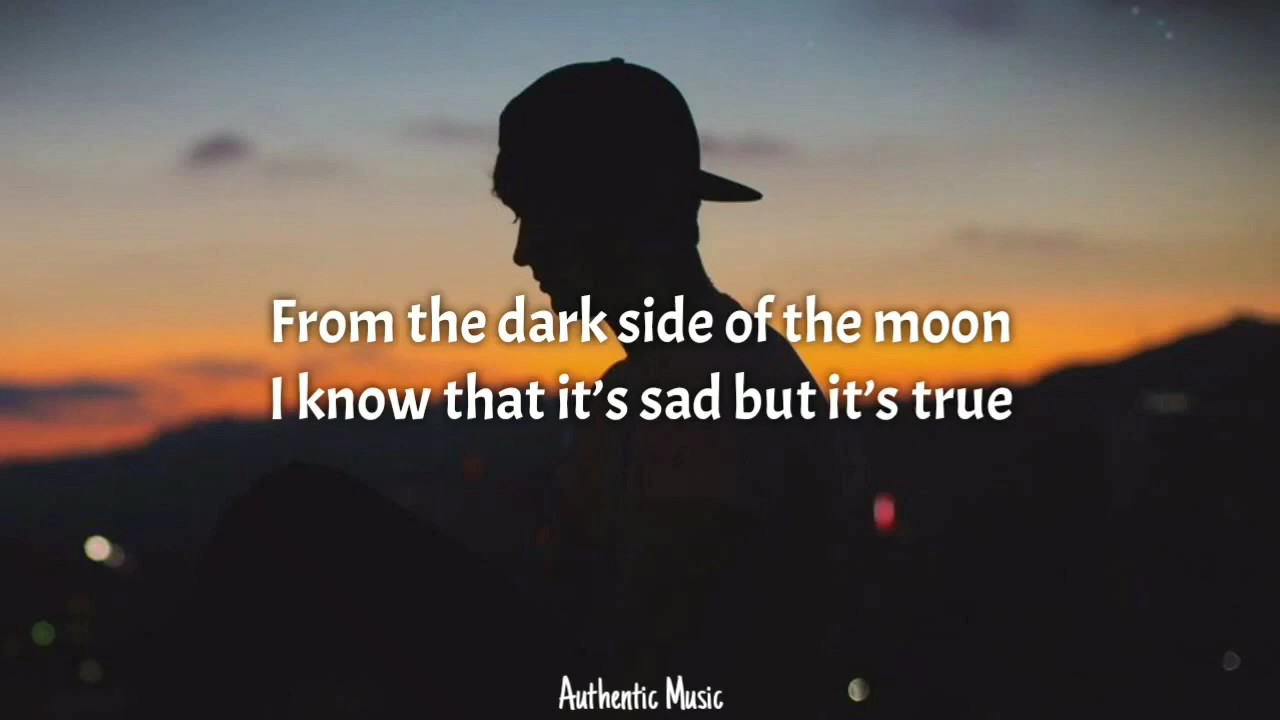 From the dark side of the moon
I know that it’s sad but it’s true
Authentic Music